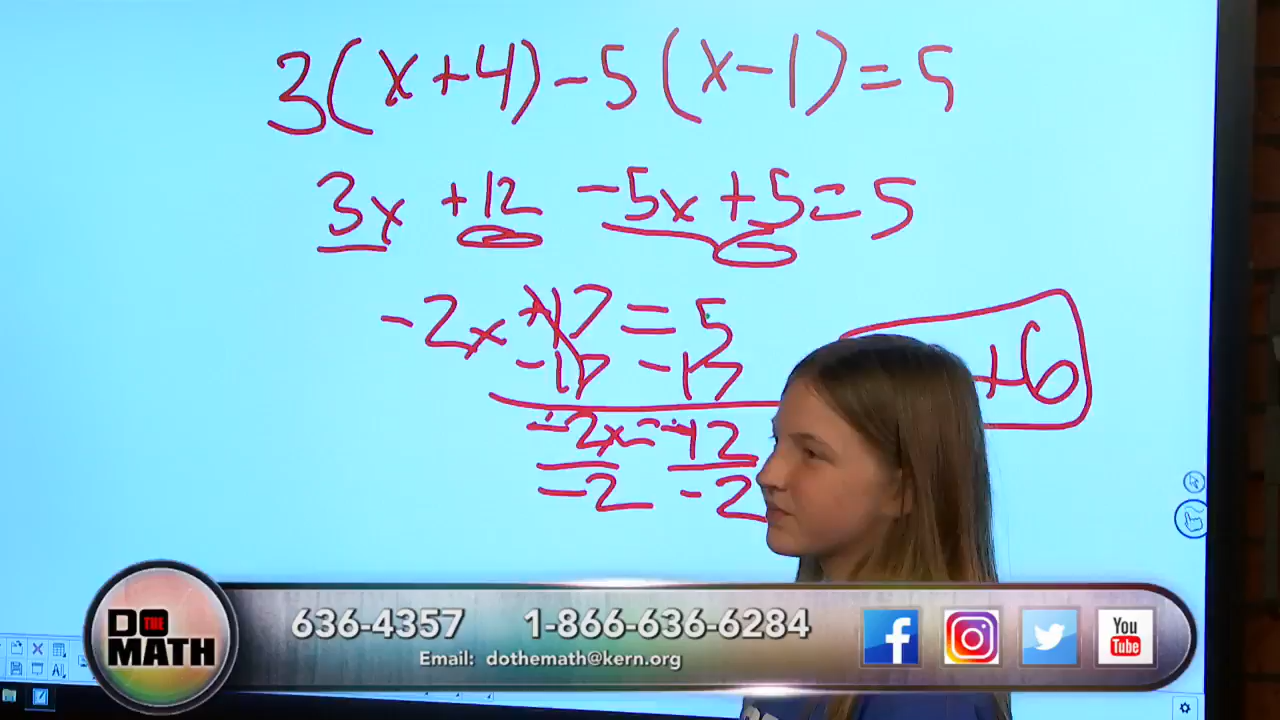 3(x+4)-5(x-1)=5
3x +12 -5x+5=5
-2x +17=5
-17 -17
-2x=-12
-2 -2
+6
DO THE MATH
636-4357 1-866-636-6284
Email: dothemath@kern.org
You Tube